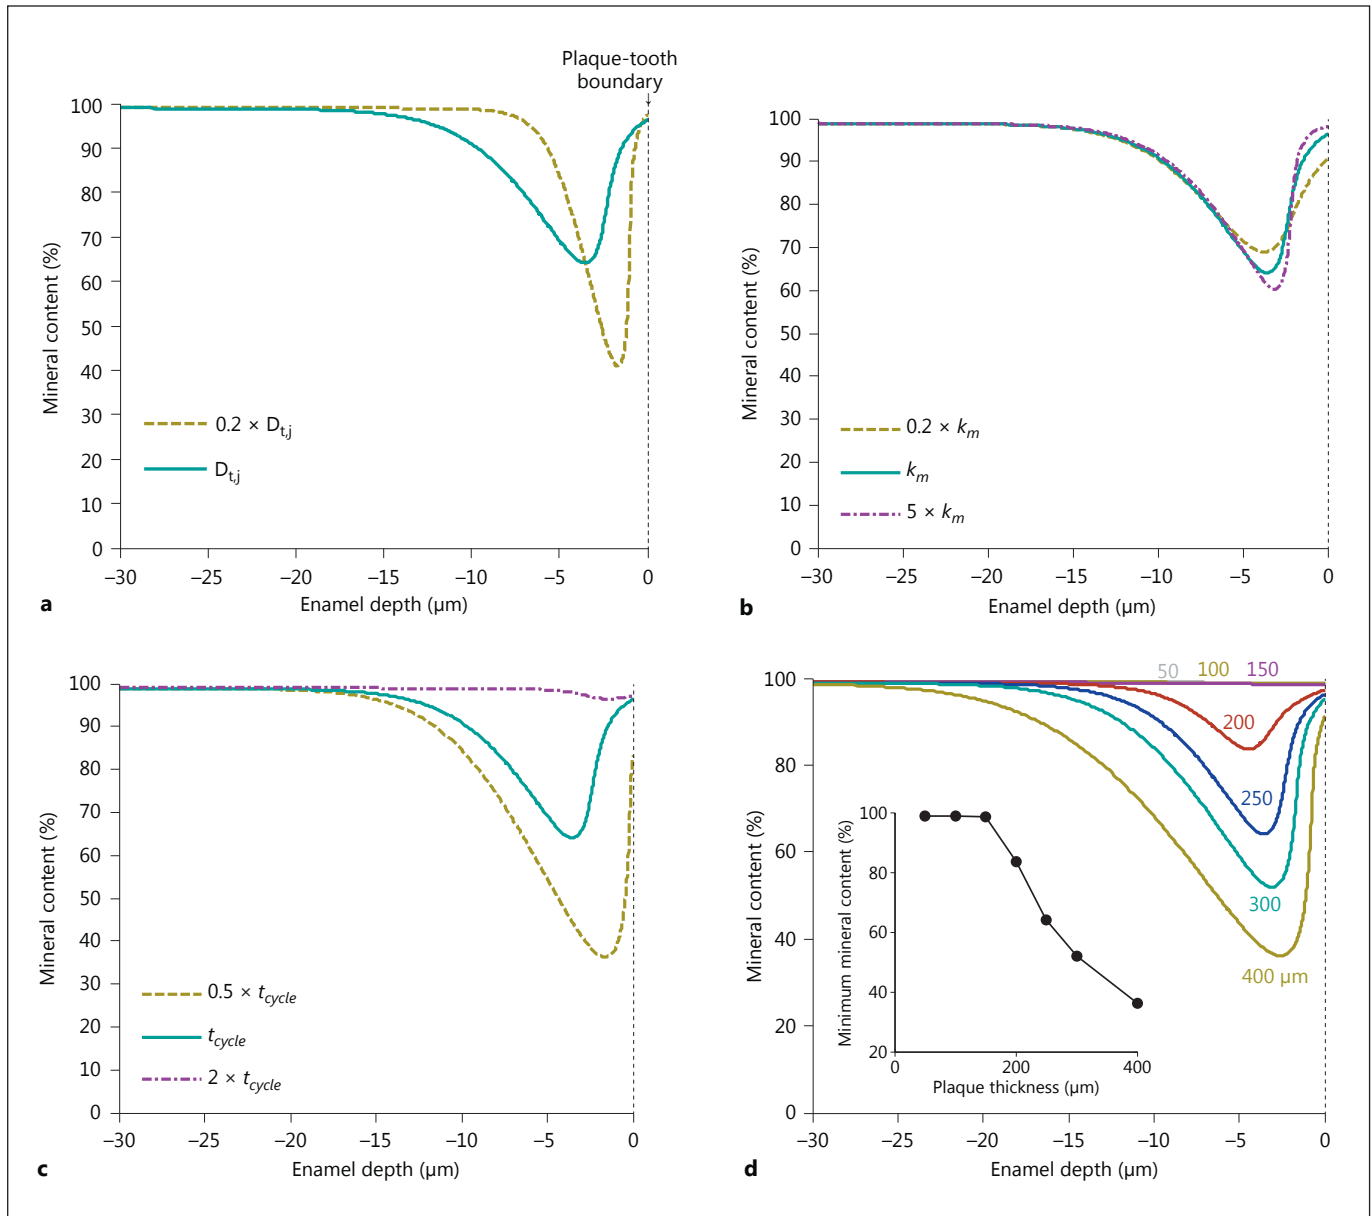 Plaque-tooth
boundary
100
90
80
70
60
50
40
30
20
10
0
Mineral content (%)
0.2 × D_t,j
D_t,j
–30 –25 –20 –15 –10 –5 0
Enamel depth (µm)
a
100
90
80
70
60
50
40
30
20
10
0
Mineral content (%)
0.2 × k_m
k_m
5 × k_m
–30 –25 –20 –15 –10 –5 0
Enamel depth (µm)
b
100
90
80
70
60
50
40
30
20
10
0
Mineral content (%)
0.5 × t_cycle
t_cycle
2 × t_cycle
–30 –25 –20 –15 –10 –5 0
Enamel depth (µm)
c
50 100 150
100
80
60
40
20
0
Mineral content (%)
200
250
300
400 µm
100
80
60
40
20
Minimum mineral content (%)
0 200 400
Plaque thickness (µm)
–30 –25 –20 –15 –10 –5 0
Enamel depth (µm)
d